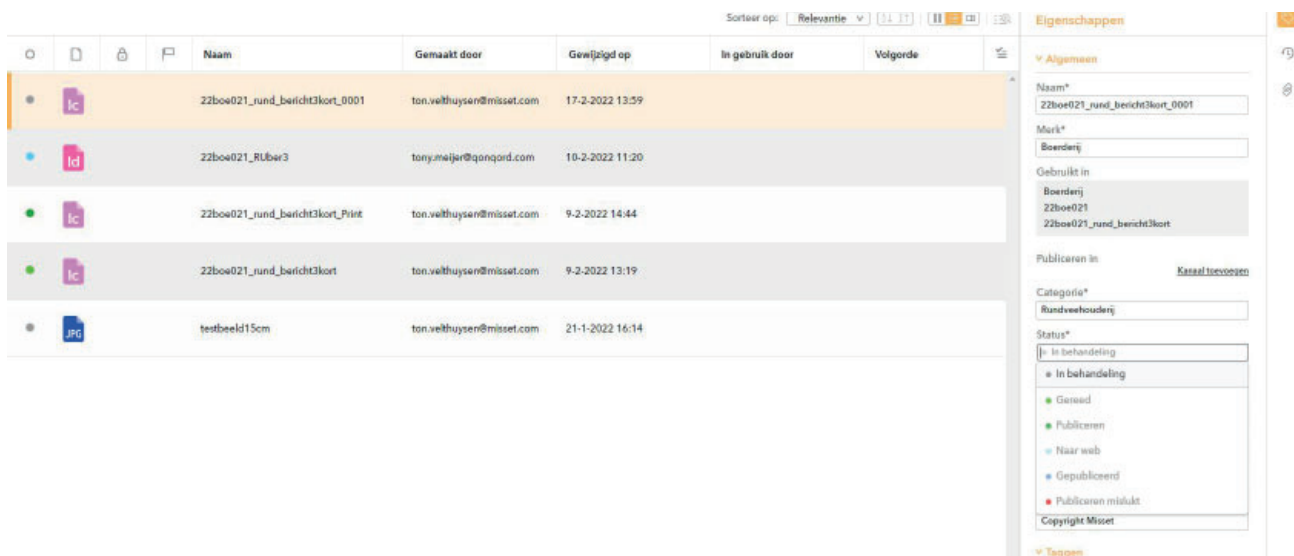 Sorteer op: Relevantie
Naam Gemaakt door Gewijzigd op In gebruik door Volgorde
Ic 22boe021_rund_bericht3kort_0001 ton.velthuysen@misset.com 17-2-2022 13:59
Id 22boe021_RUber3 tony.meijer@qonqord.com 10-2-2022 11:20
Ic 22boe021_rund_bericht3kort_Print ton.velthuysen@misset.com 9-2-2022 14:44
Ic 22boe021_rund_bericht3kort ton.velthuysen@misset.com 9-2-2022 13:19
JPG testbeeld15cm ton.velthuysen@misset.com 21-1-2022 16:14
Eigenschappen
Algemeen
Naam*
22boe021_rund_bericht3kort_0001
Merk*
Boerderij
Gebruikt in
Boerderij
22boe021
22boe021_rund_bericht3kort
Publiceren in
Kanaal toevoegen
Categorie*
Rundveehouderij
Status*
In behandeling
In behandeling
Gereed
Publiceren
Naar web
Gepubliceerd
Publiceren mislukt
Copyright Misset
Taggen